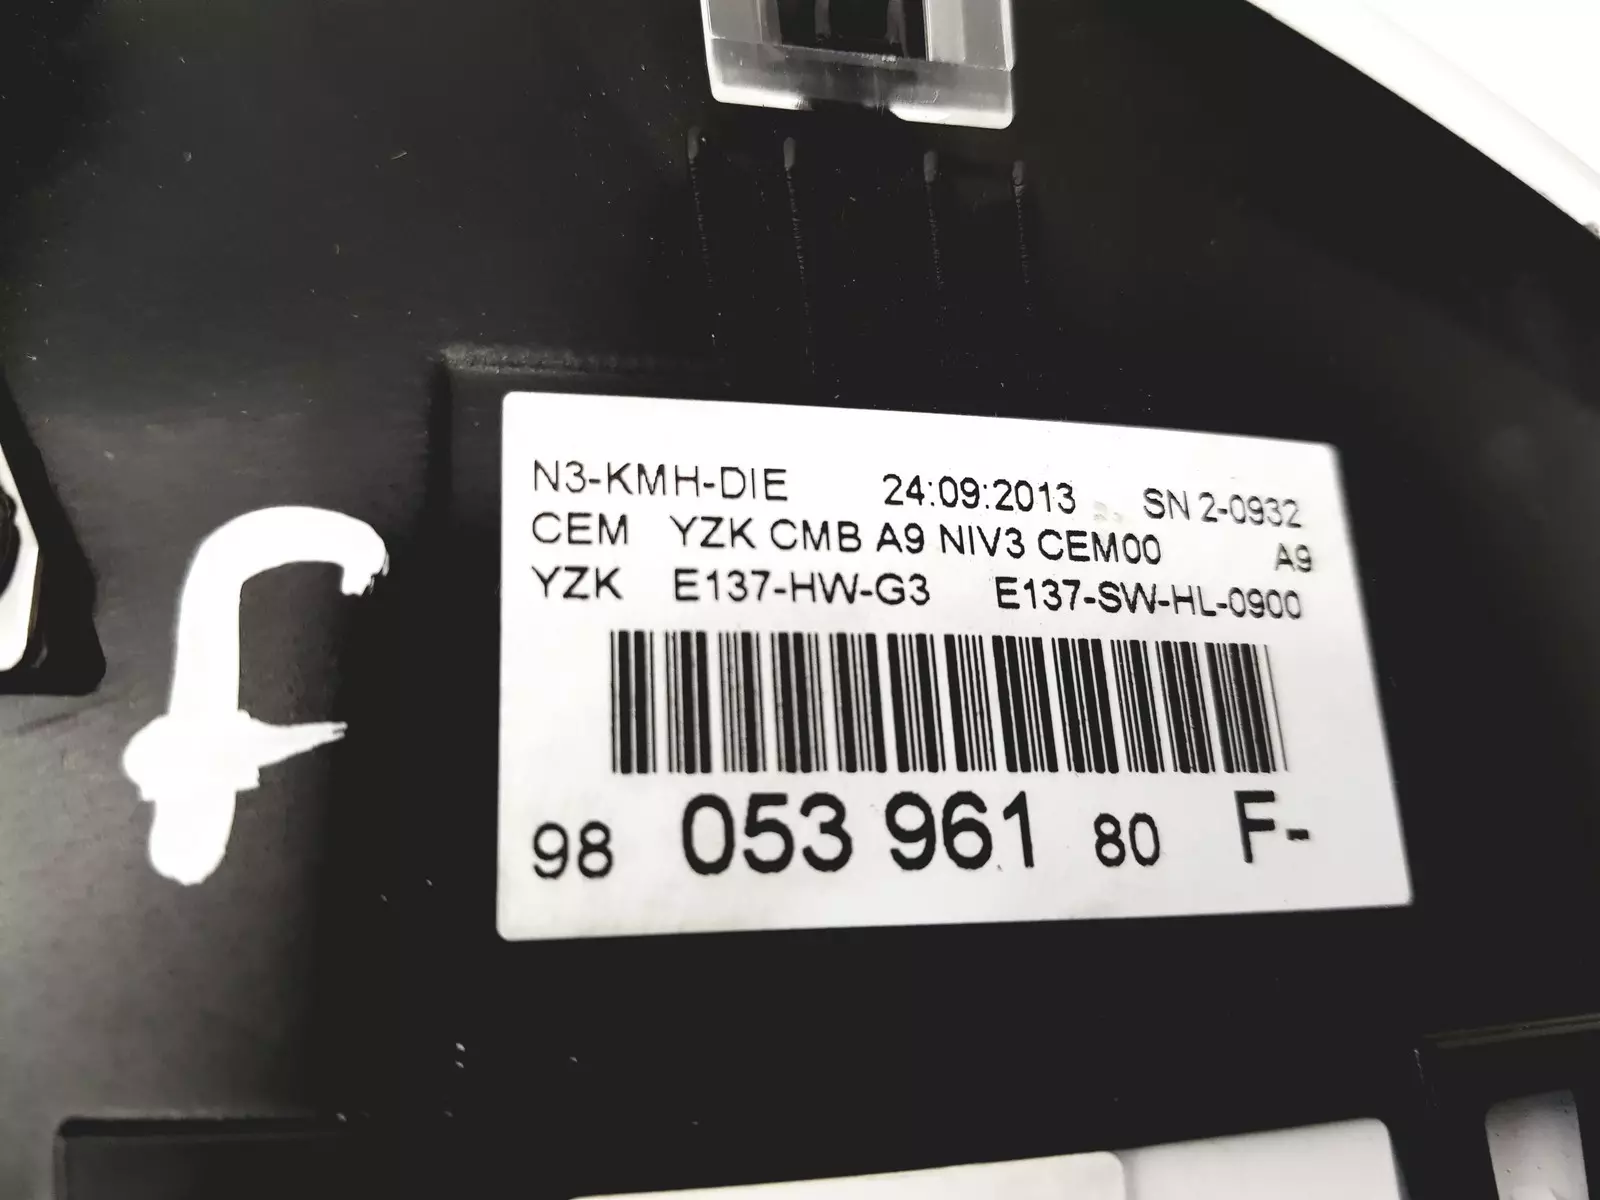 N3-KMH-DIE 24:09:2013 SN 2-0932
CEM YZK CMB A9 NIV3 CEM00 A9
YZK E137-HW-G3 E137-SW-HL-0900
98 053 961 80 F-
f